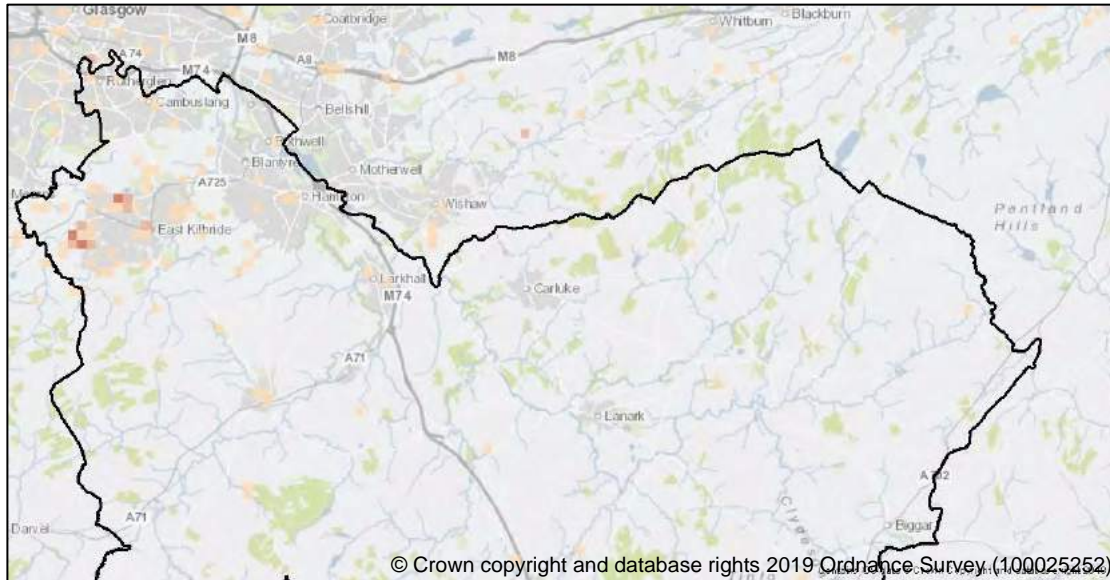 Glasgow
Coatbridge
Whitburn
Blackburn
M8
A74
A8
M8
M74
Rutherglen
Cambuslang
Bellshill
Bothwell
Blantyre
Motherwell
A725
Hamilton
Wishaw
East Kilbride
Pentland
Hills
Larkhall
M74
Carluke
A71
Lanark
A702
Clyde
Darvel
A71
Biggar
Tinto
© Crown copyright and database rights 2019 Ordnance Survey (100025252)